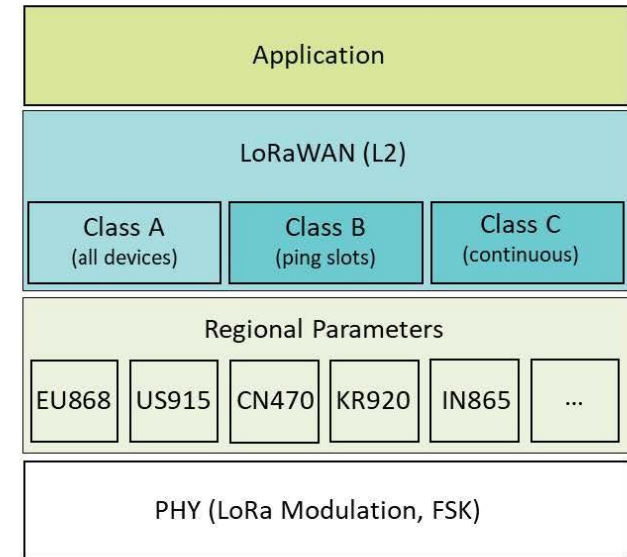 Application
LoRaWAN (L2)
Class A
(all devices)
Class B
(ping slots)
Class C
(continuous)
Regional Parameters
EU868
US915
CN470
KR920
IN865
...
PHY (LoRa Modulation, FSK)